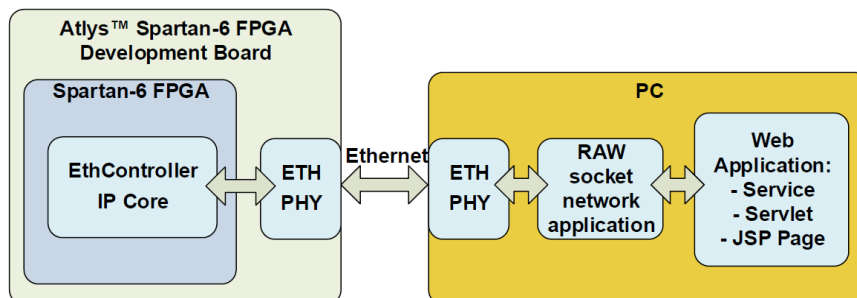 Atlys™ Spartan-6 FPGA
Development Board
Spartan-6 FPGA
EthController
IP Core
ETH
PHY
Ethernet
PC
ETH
PHY
RAW
socket
network
application
Web
Application:
- Service
- Servlet
- JSP Page